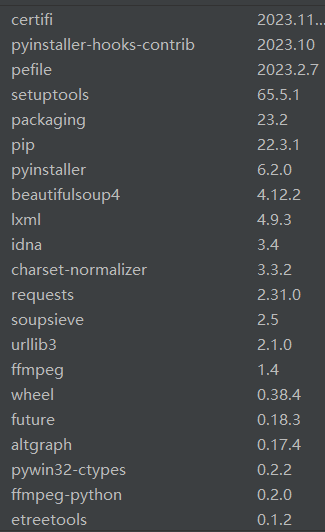 certifi 2023.11...
pyinstaller-hooks-contrib 2023.10
pefile 2023.2.7
setuptools 65.5.1
packaging 23.2
pip 22.3.1
pyinstaller 6.2.0
beautifulsoup4 4.12.2
lxml 4.9.3
idna 3.4
charset-normalizer 3.3.2
requests 2.31.0
soupsieve 2.5
urllib3 2.1.0
ffmpeg 1.4
wheel 0.38.4
future 0.18.3
altgraph 0.17.4
pywin32-ctypes 0.2.2
ffmpeg-python 0.2.0
etreetools 0.1.2